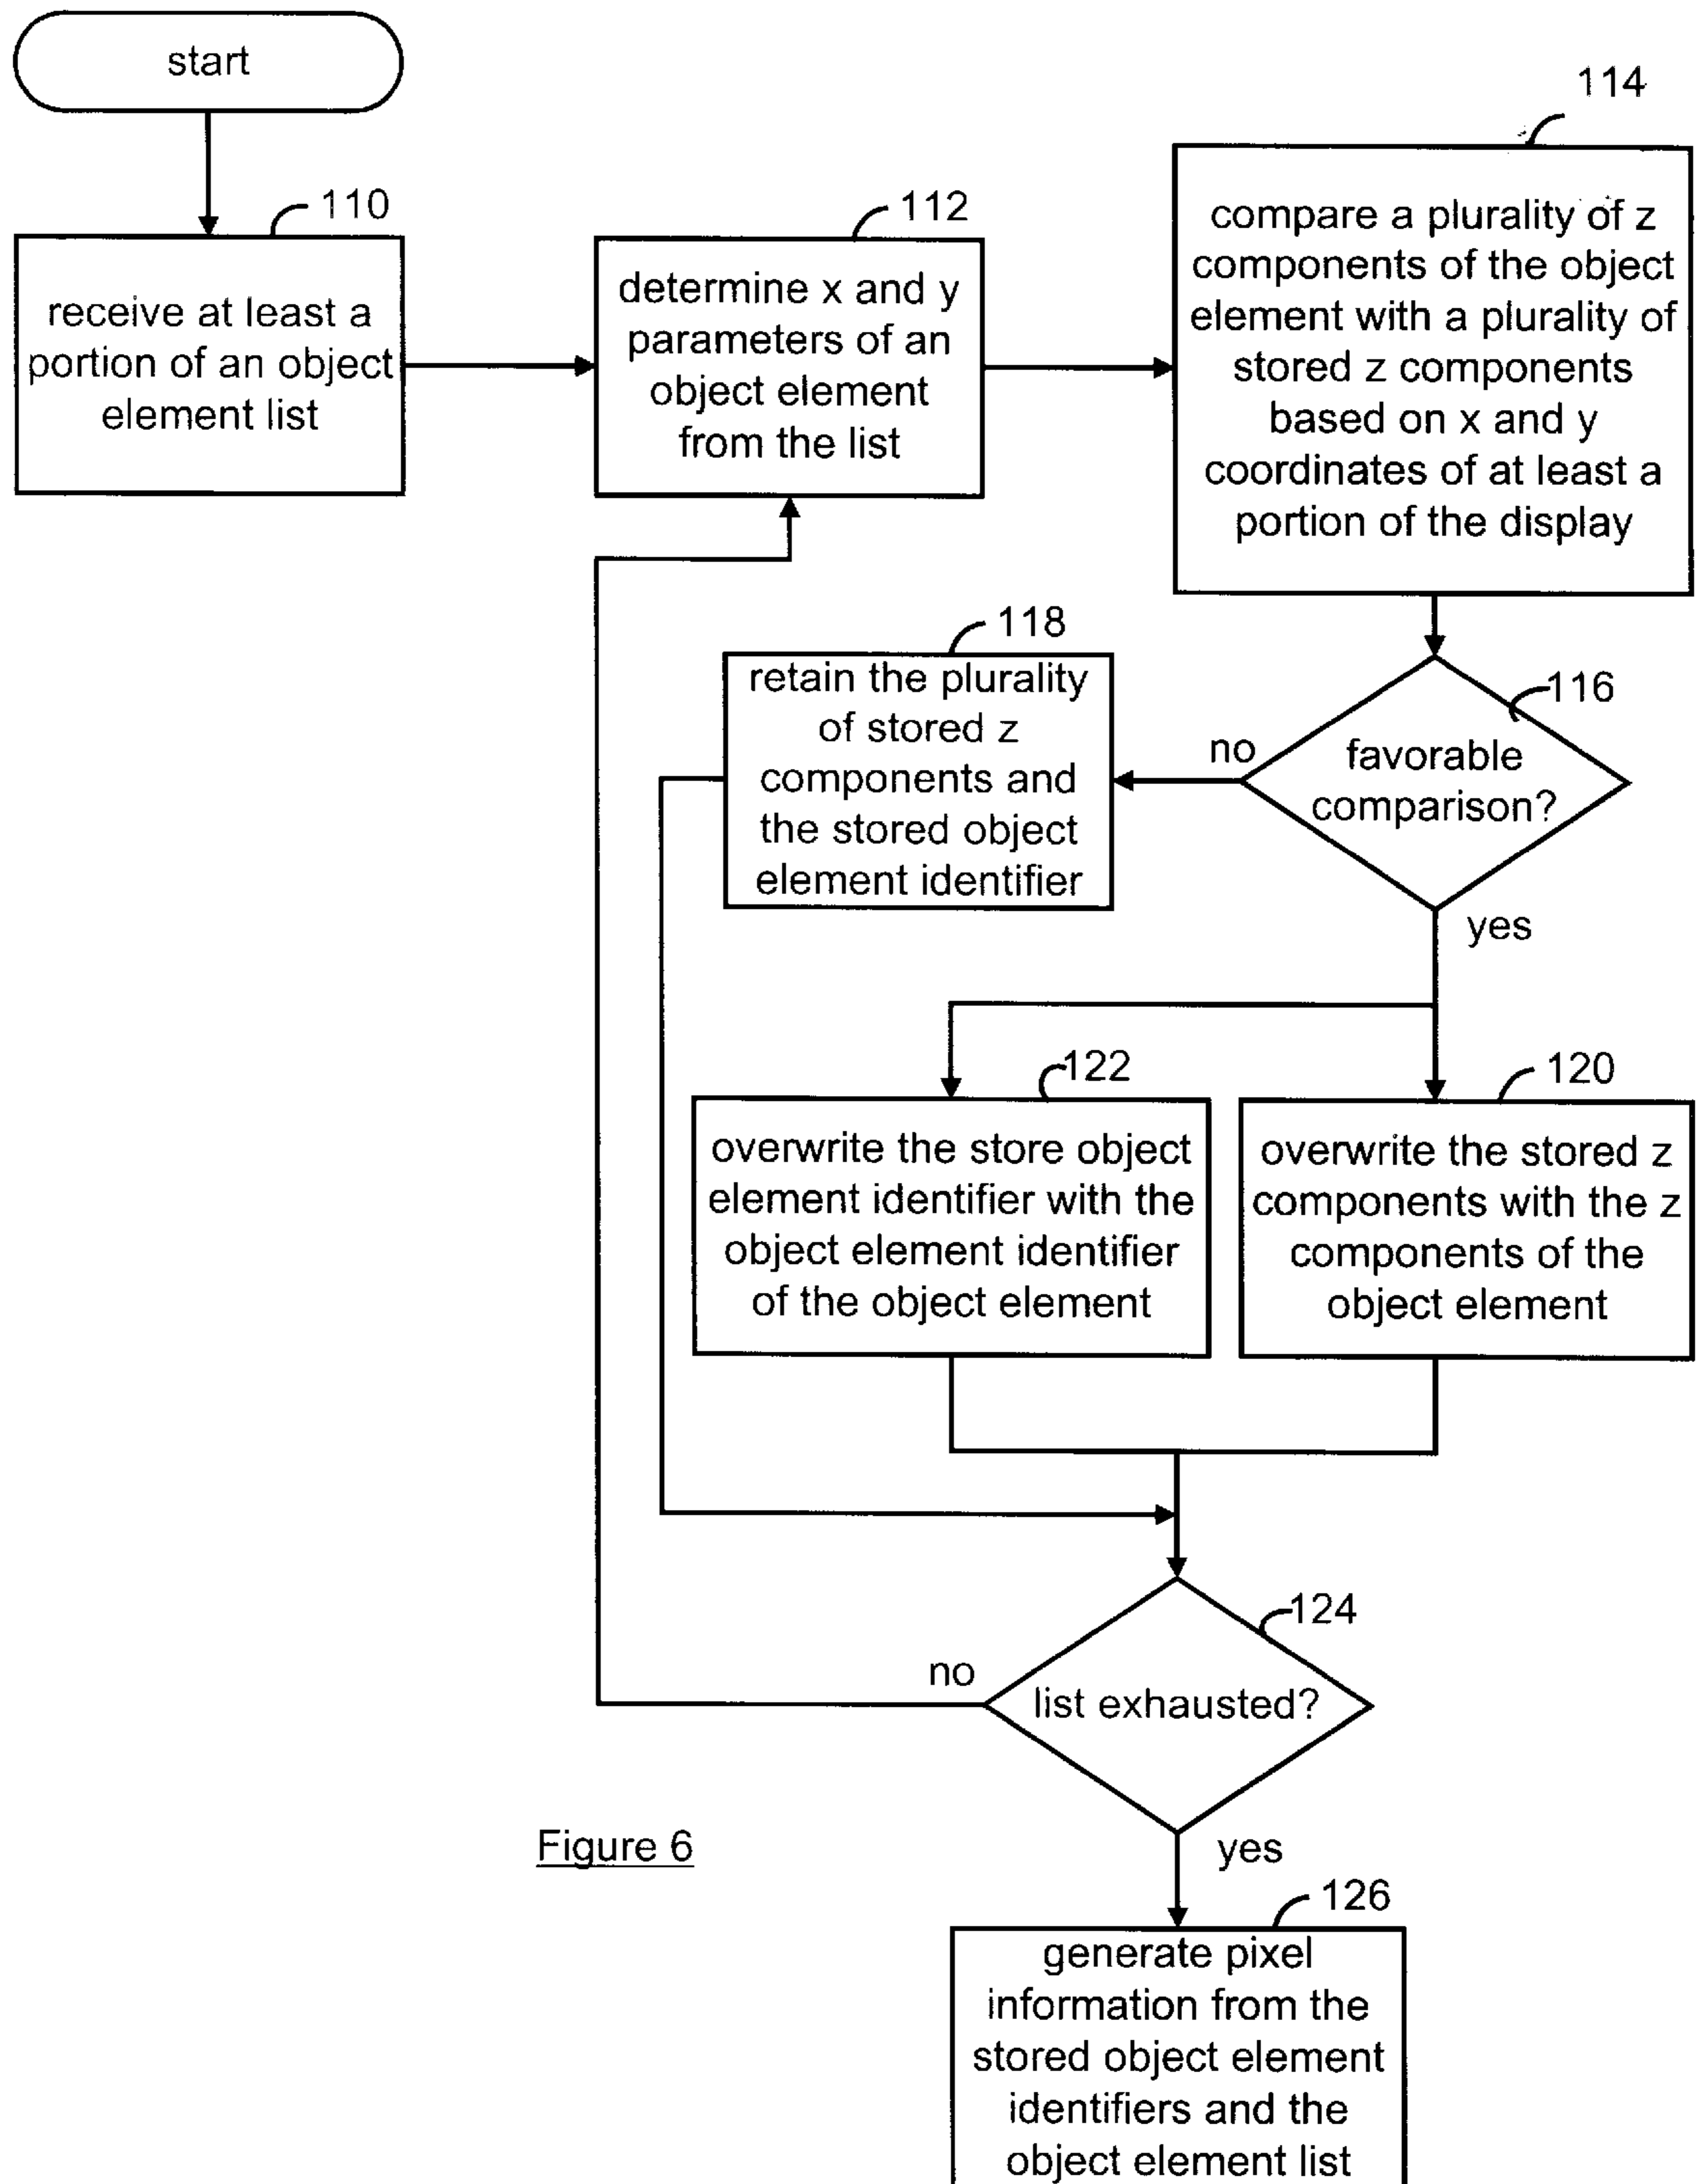 start
110
receive at least a
portion of an object
element list
112
determine x and y
parameters of an
object element
from the list
114
compare a plurality of z
components of the object
element with a plurality of
stored z components
based on x and y
coordinates of at least a
portion of the display
116
favorable
comparison?
no
yes
118
retain the plurality
of stored z
components and
the stored object
element identifier
122
overwrite the store object
element identifier with the
object element identifier
of the object element
120
overwrite the stored z
components with the z
components of the
object element
124
list exhausted?
no
yes
126
generate pixel
information from the
stored object element
identifiers and the
object element list
Figure 6